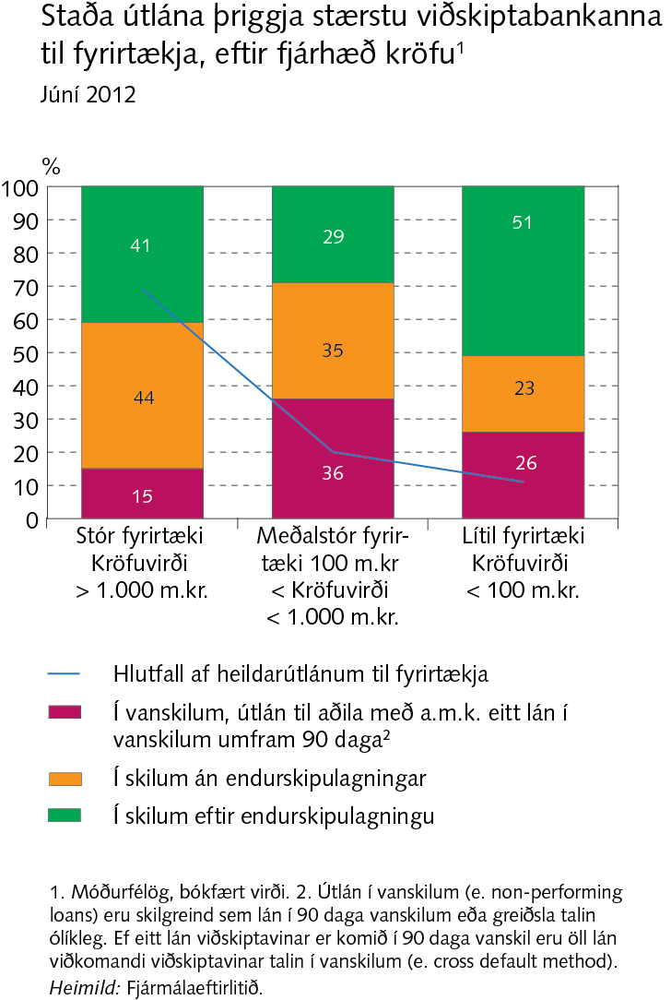 Staða útlána þriggja stærstu viðskiptabankanna
til fyrirtækja, eftir fjárhæð kröfu¹
Júní 2012
%
100
90
80
70
60
50
40
30
20
10
0
41
44
15
29
35
36
51
23
26
Stór fyrirtæki
Kröfuvirði
> 1.000 m.kr.
Meðalstór fyrir-
tæki 100 m.kr
< Kröfuvirði
< 1.000 m.kr.
Lítil fyrirtæki
Kröfuvirði
< 100 m.kr.
Hlutfall af heildarútlánum til fyrirtækja
Í vanskilum, útlán til aðila með a.m.k. eitt lán í
vanskilum umfram 90 daga²
Í skilum án endurskipulagningar
Í skilum eftir endurskipulagningu
1. Móðurfélög, bókfært virði. 2. Útlán í vanskilum (e. non-performing
loans) eru skilgreind sem lán í 90 daga vanskilum eða greiðsla talin
ólíkleg. Ef eitt lán viðskiptavinar er komið í 90 daga vanskil eru öll lán
viðkomandi viðskiptavinar talin í vanskilum (e. cross default method).
Heimild: Fjármálaeftirlitið.